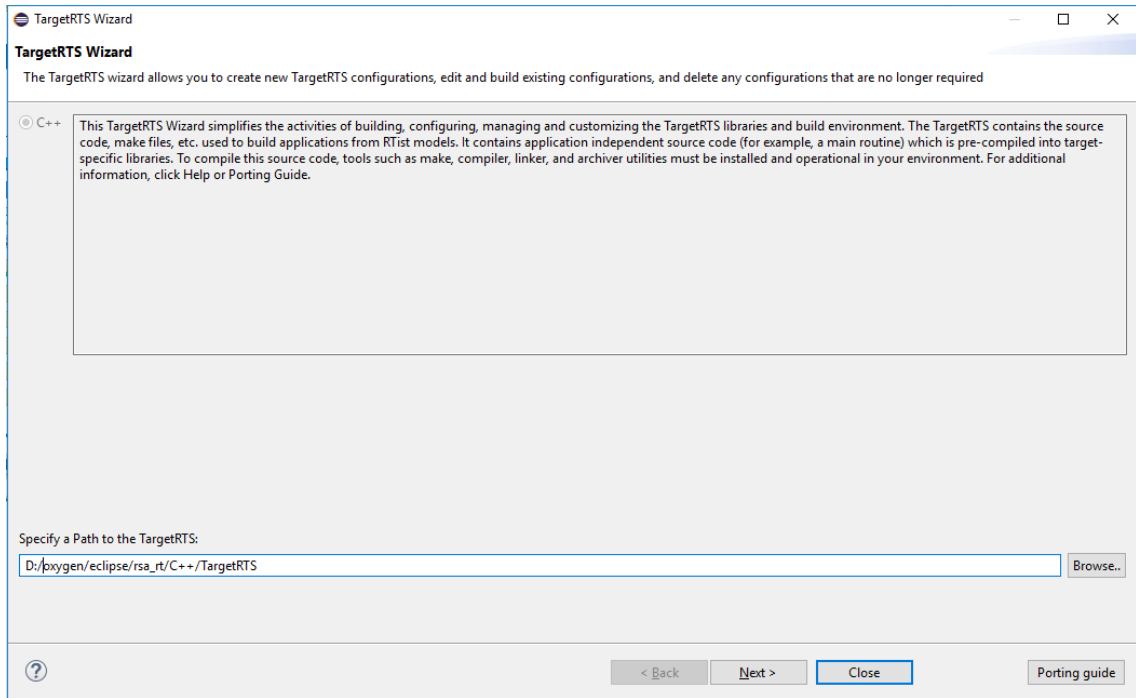 TargetRTS Wizard
TargetRTS Wizard
The TargetRTS wizard allows you to create new TargetRTS configurations, edit and build existing configurations, and delete any configurations that are no longer required
C++
This TargetRTS Wizard simplifies the activities of building, configuring, managing and customizing the TargetRTS libraries and build environment. The TargetRTS contains the source
code, make files, etc. used to build applications from RTist models. It contains application independent source code (for example, a main routine) which is pre-compiled into target-
specific libraries. To compile this source code, tools such as make, compiler, linker, and archiver utilities must be installed and operational in your environment. For additional
information, click Help or Porting Guide.
Specify a Path to the TargetRTS:
D:/oxygen/eclipse/rsa_rt/C++/TargetRTS
Browse..
?
< Back
Next >
Close
Porting guide